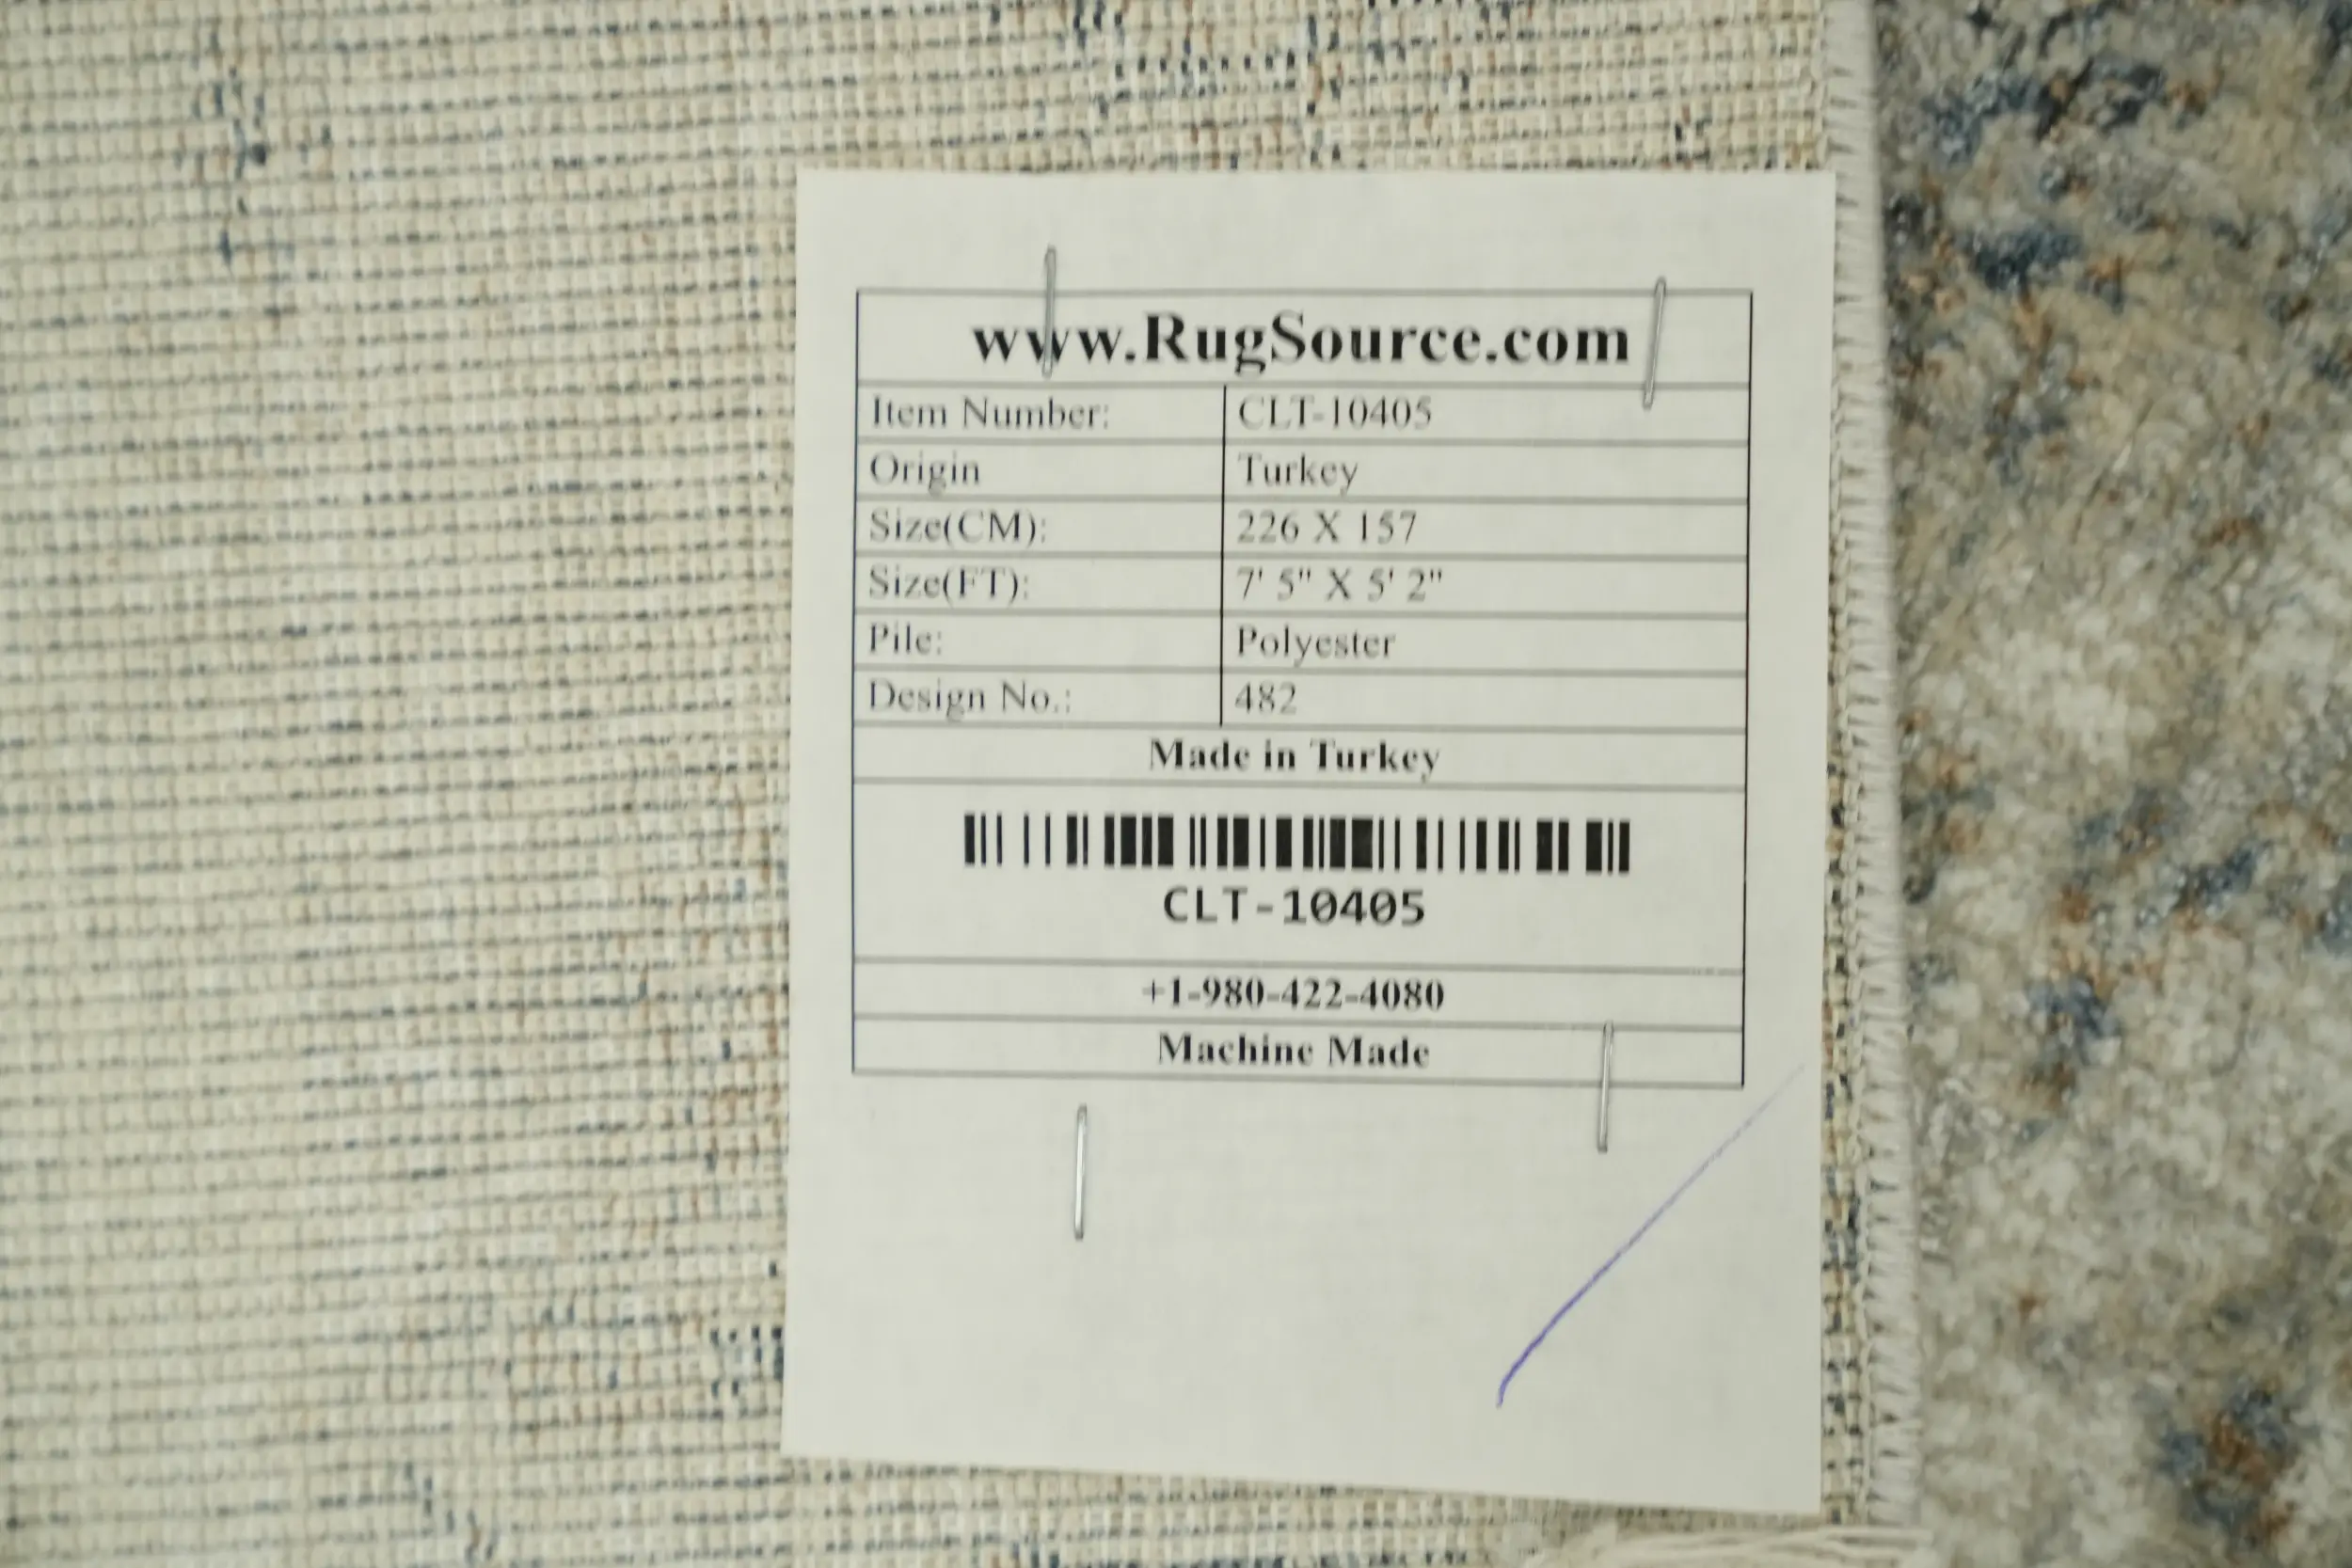 www.RugSource.com
Item Number: CLT-10405
Origin Turkey
Size(CM): 226 X 157
Size(FT): 7' 5" X 5' 2"
Pile: Polyester
Design No.: 482
Made in Turkey
CLT-10405
+1-980-422-4080
Machine Made